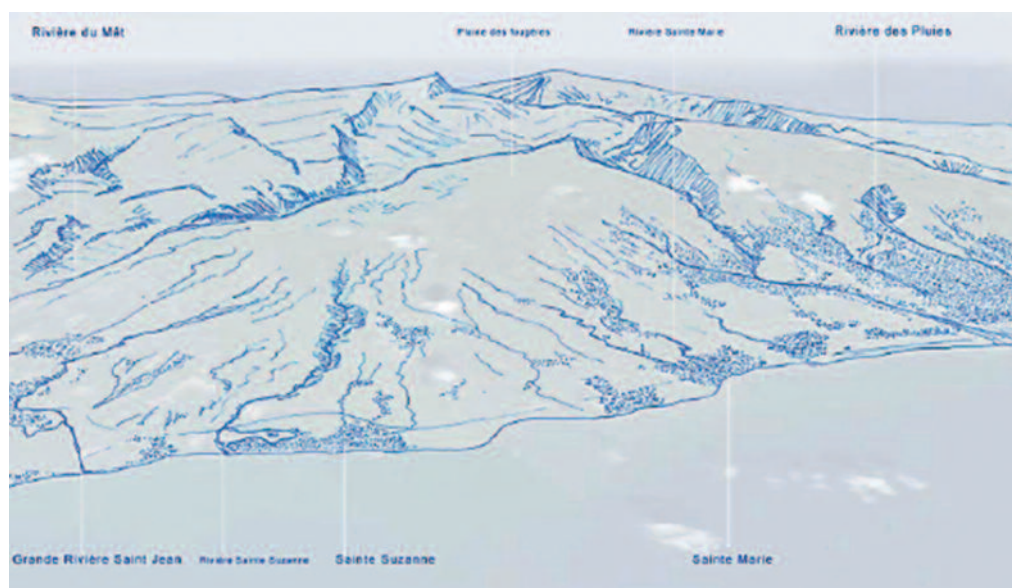 Rivière du Mât
Plaine des fougères
Rivière Sainte Marie
Rivière des Pluies
Grande Rivière Saint Jean
Rivière Sainte Suzanne
Sainte Suzanne
Sainte Marie